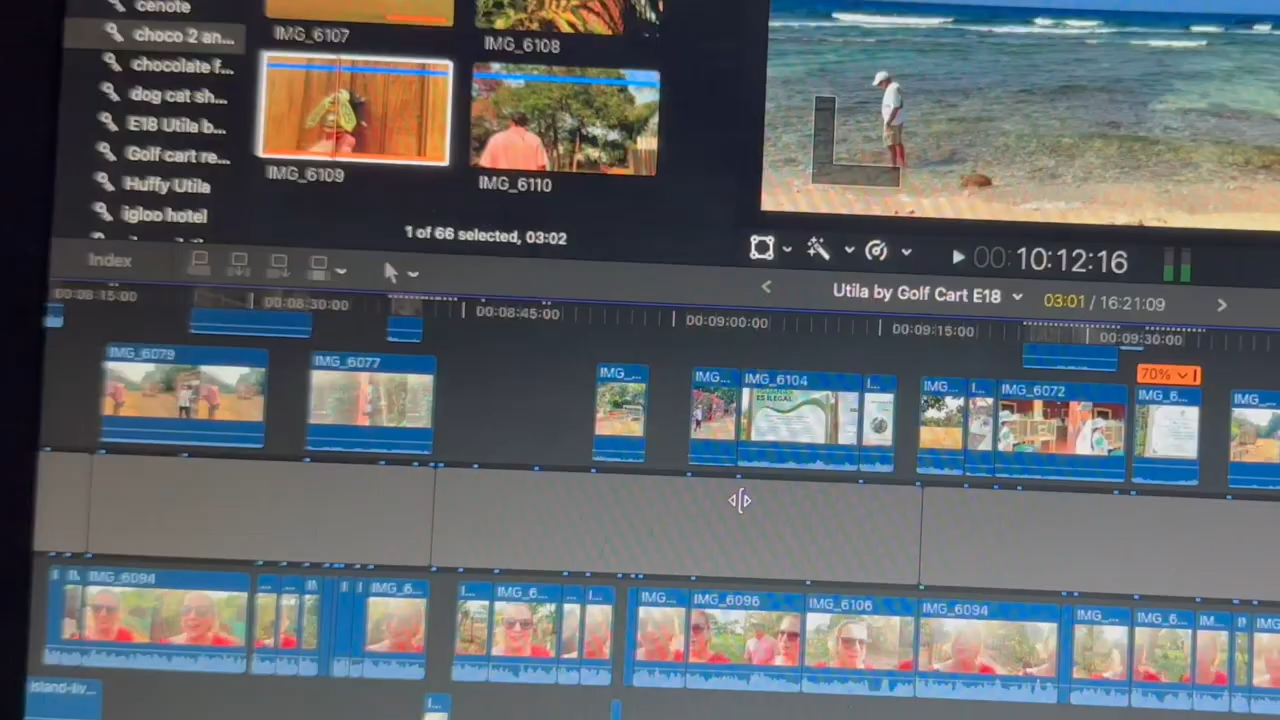 cenote
choco 2 an...
chocolate f...
dog cat sh...
E18 Utila b...
Golf cart re...
Huffy Utila
igloo hotel
IMG_6107
IMG_6108
IMG_6109
IMG_6110
1 of 66 selected, 03:02
00:10:12:16
Index
Utila by Golf Cart E18
03:01 / 16:21:09
00:08:15:00
00:08:30:00
00:08:45:00
00:09:00:00
00:09:15:00
00:09:30:00
70%
IMG_6079
IMG_6077
IMG_...
IMG...
IMG_6104
I...
IMG...
I...
IMG_6072
IMG_6...
IMG_...
ES ILEGAL
IMG_6094
IMG_6...
I...
IMG_6...
I...
IMG...
IMG_6096
IMG_6106
IMG_6094
IMG_...
IMG_6...
IM...
IMG
island-liv...
I...